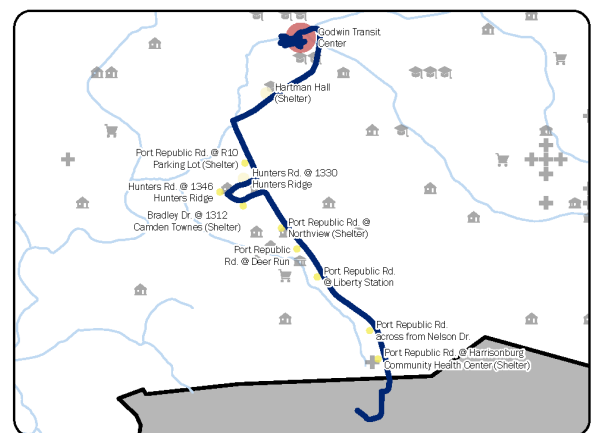 Godwin Transit
Center
Hartman Hall
(Shelter)
Port Republic Rd. @ R10
Parking Lot (Shelter)
Hunters Rd. @ 1330
Hunters Ridge
Hunters Rd. @ 1346
Hunters Ridge
Bradley Dr. @ 1312
Camden Townes (Shelter)
Port Republic Rd. @
Northview (Shelter)
Port Republic
Rd. @ Deer Run
Port Republic Rd.
@ Liberty Station
Port Republic Rd.
across from Nelson Dr.
Port Republic Rd. @ Harrisonburg
Community Health Center (Shelter)